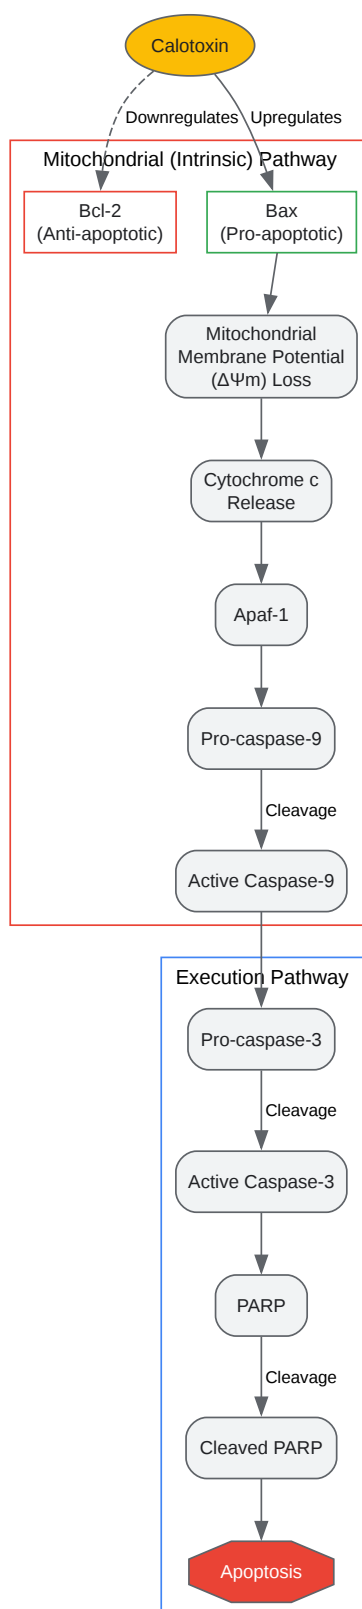 Calotoxin
Downregulates
Upregulates
Mitochondrial (Intrinsic) Pathway
Bcl-2
(Anti-apoptotic)
Bax
(Pro-apoptotic)
Mitochondrial
Membrane Potential
(ΔΨm) Loss
Cytochrome c
Release
Apaf-1
Pro-caspase-9
Cleavage
Active Caspase-9
Execution Pathway
Pro-caspase-3
Cleavage
Active Caspase-3
PARP
Cleavage
Cleaved PARP
Apoptosis